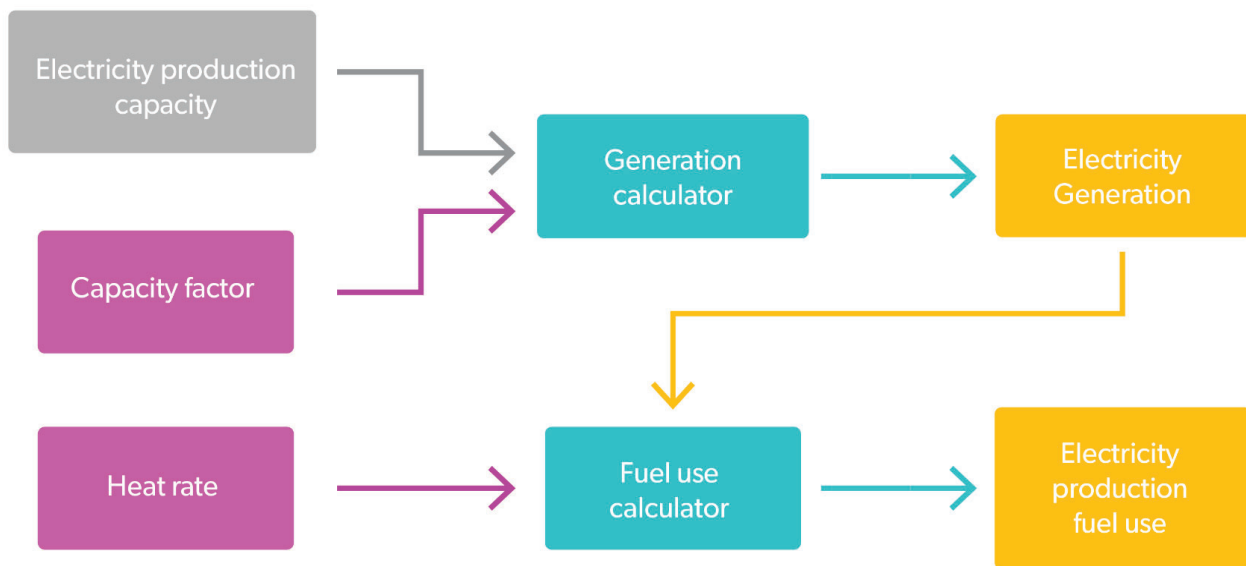 Electricity production
capacity
Generation
calculator
Electricity
Generation
Capacity factor
Heat rate
Fuel use
calculator
Electricity
production
fuel use